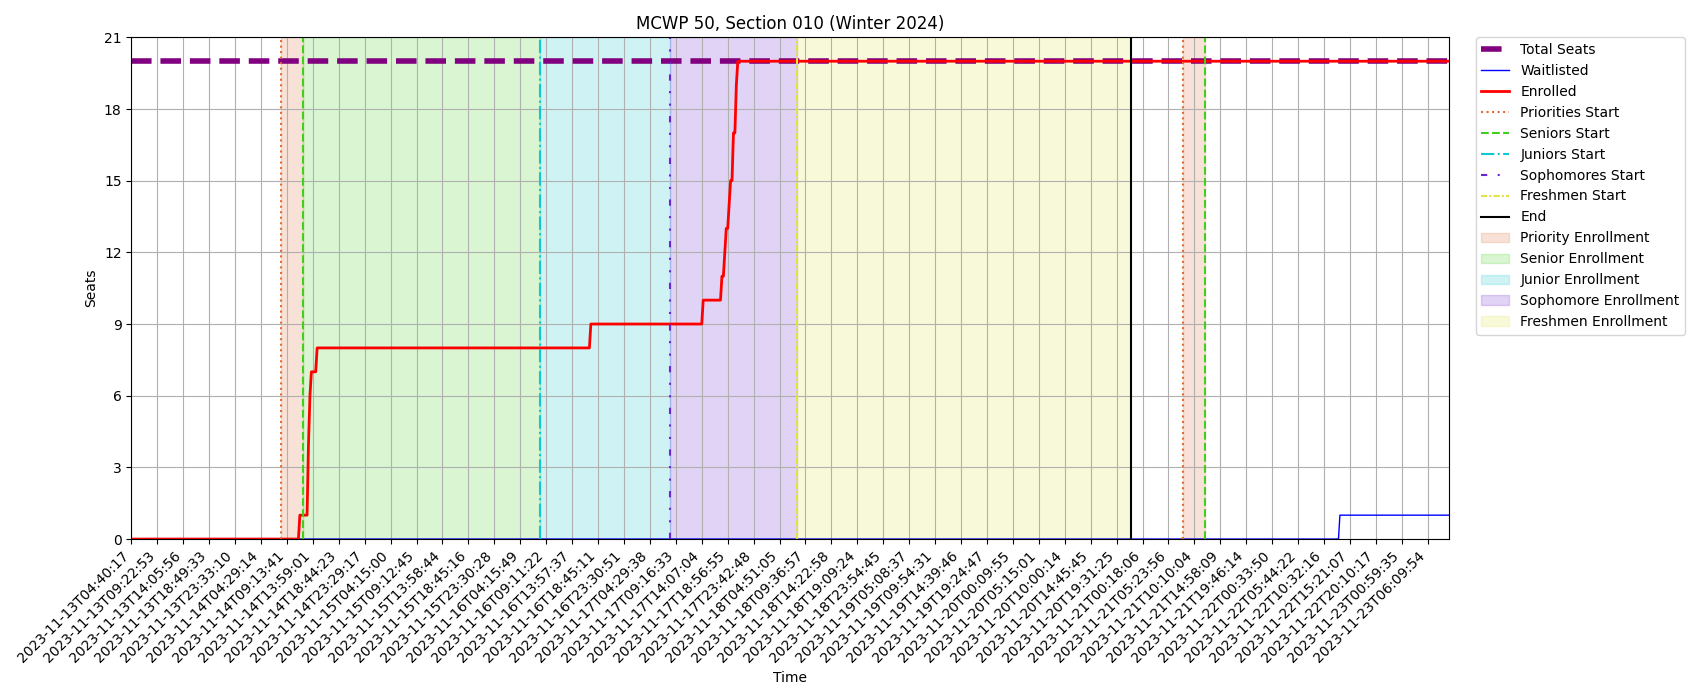 MCWP 50, Section 010 (Winter 2024)
21
18
15
12
9
6
3
0
Seats
2023-11-13T04:40:17
2023-11-13T09:22:53
2023-11-13T14:05:56
2023-11-13T18:49:33
2023-11-13T23:33:10
2023-11-14T04:29:14
2023-11-14T09:13:41
2023-11-14T13:59:01
2023-11-14T18:44:23
2023-11-14T23:29:17
2023-11-15T04:15:00
2023-11-15T09:12:45
2023-11-15T13:58:44
2023-11-15T18:45:16
2023-11-15T23:30:28
2023-11-16T04:15:49
2023-11-16T09:11:22
2023-11-16T13:57:37
2023-11-16T18:45:11
2023-11-16T23:30:51
2023-11-17T04:29:38
2023-11-17T09:16:33
2023-11-17T14:07:04
2023-11-17T18:56:55
2023-11-17T23:42:48
2023-11-18T04:51:05
2023-11-18T09:36:57
2023-11-18T14:22:58
2023-11-18T19:09:24
2023-11-18T23:54:45
2023-11-19T05:08:37
2023-11-19T09:54:31
2023-11-19T14:39:46
2023-11-19T19:24:47
2023-11-20T00:09:55
2023-11-20T05:15:01
2023-11-20T10:00:14
2023-11-20T14:45:45
2023-11-20T19:31:25
2023-11-21T00:18:06
2023-11-21T05:23:56
2023-11-21T10:10:04
2023-11-21T14:58:09
2023-11-21T19:46:14
2023-11-22T00:33:50
2023-11-22T05:44:22
2023-11-22T10:32:16
2023-11-22T15:21:07
2023-11-22T20:10:17
2023-11-23T00:59:35
2023-11-23T06:09:54
Time
Total Seats
Waitlisted
Enrolled
Priorities Start
Seniors Start
Juniors Start
Sophomores Start
Freshmen Start
End
Priority Enrollment
Senior Enrollment
Junior Enrollment
Sophomore Enrollment
Freshmen Enrollment